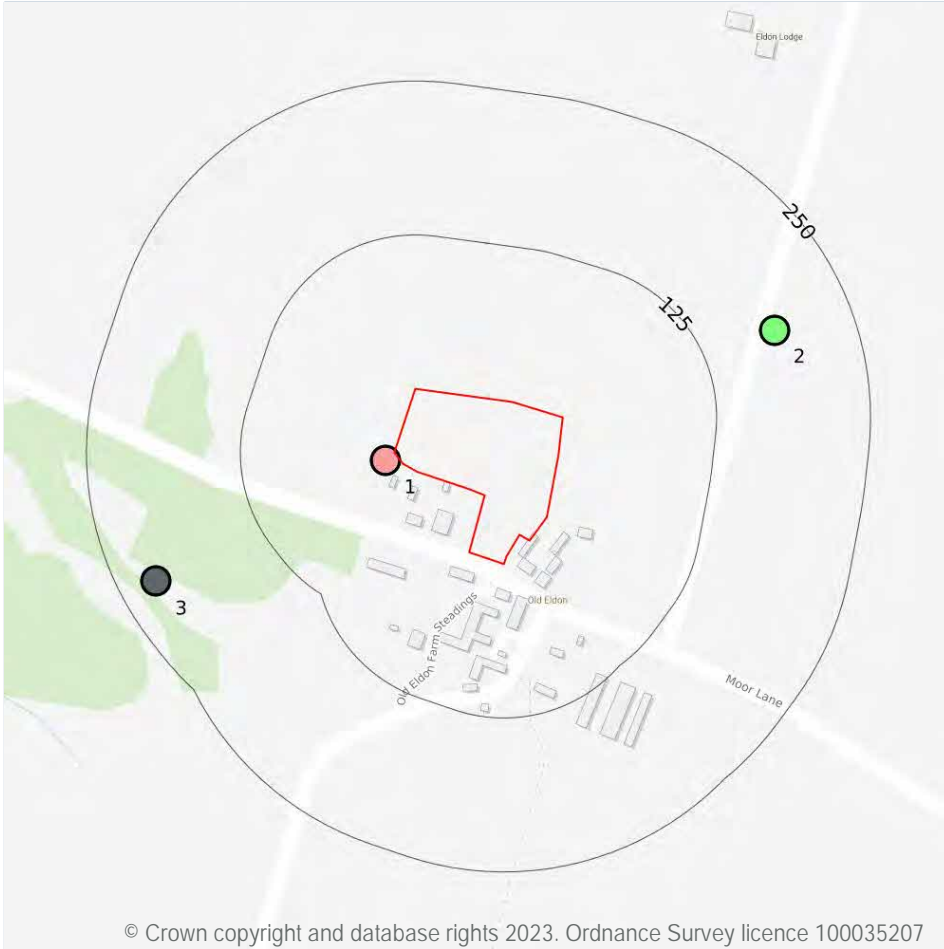 Eldon Lodge
250
125
2
1
3
Old Eldon
Old Eldon Farm Steadings
Moor Lane
© Crown copyright and database rights 2023. Ordnance Survey licence 100035207